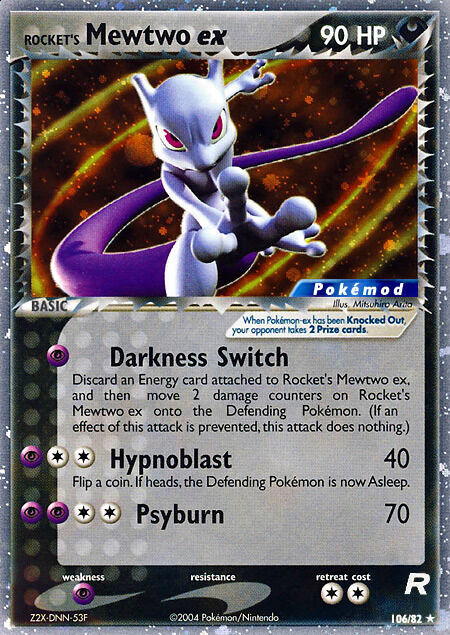 ROCKET'S Mewtwo ex 90 HP
Pokémod
BASIC
Illus. Mitsuhiro Arita
When Pokémon-ex has been Knocked Out,
your opponent takes 2 Prize cards.
Darkness Switch
Discard an Energy card attached to Rocket's Mewtwo ex,
and then move 2 damage counters on Rocket's
Mewtwo ex onto the Defending Pokémon. (If an
effect of this attack is prevented, this attack does nothing.)
Hypnoblast 40
Flip a coin. If heads, the Defending Pokémon is now Asleep.
Psyburn 70
weakness resistance retreat cost
R
Z2X-DNN-53F ©2004 Pokémon/Nintendo 106/82 ★